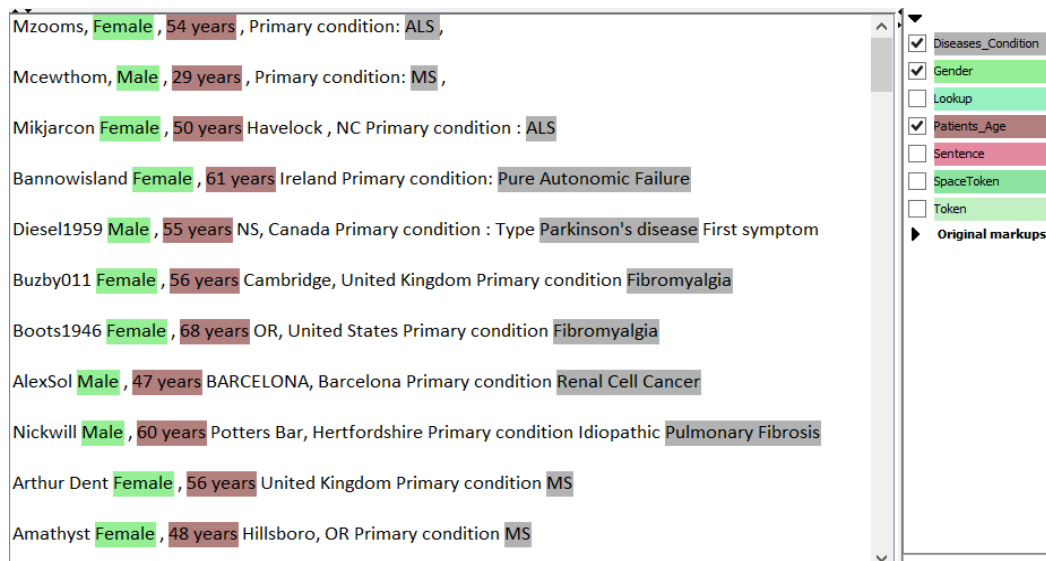 Mzooms, Female , 54 years , Primary condition: ALS ,
Mcewthom, Male , 29 years , Primary condition: MS ,
Mikjarcon Female , 50 years Havelock , NC Primary condition : ALS
Bannowisland Female , 61 years Ireland Primary condition: Pure Autonomic Failure
Diesel1959 Male , 55 years NS, Canada Primary condition : Type Parkinson's disease First symptom
Buzby011 Female , 56 years Cambridge, United Kingdom Primary condition Fibromyalgia
Boots1946 Female , 68 years OR, United States Primary condition Fibromyalgia
AlexSol Male , 47 years BARCELONA, Barcelona Primary condition Renal Cell Cancer
Nickwill Male , 60 years Potters Bar, Hertfordshire Primary condition Idiopathic Pulmonary Fibrosis
Arthur Dent Female , 56 years United Kingdom Primary condition MS
Amathyst Female , 48 years Hillsboro, OR Primary condition MS
Diseases_Condition
Gender
Lookup
Patients_Age
Sentence
SpaceToken
Token
Original markups